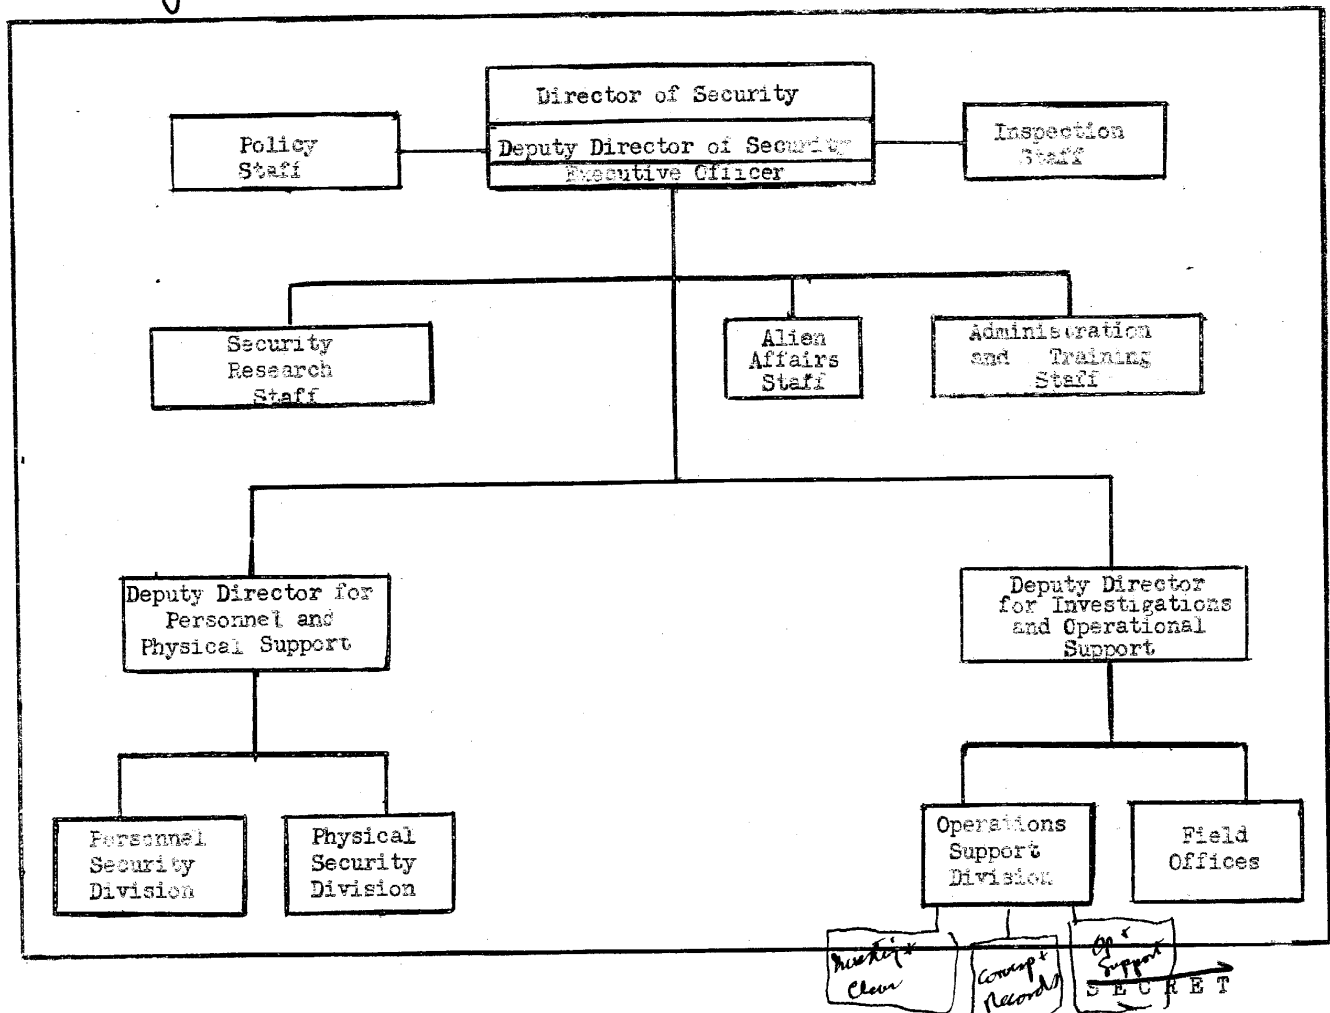 Director of Security
Policy
Staff
Deputy Director of Security
Executive Officer
Inspection
Staff
Security
Research
Staff
Alien
Affairs
Staff
Administration
and Training
Staff
Deputy Director for
Personnel and
Physical Support
Deputy Director
for Investigations
and Operational
Support
Personnel
Security
Division
Physical
Security
Division
Operations
Support
Division
Field
Offices
Records
Op +
Support
SECRET